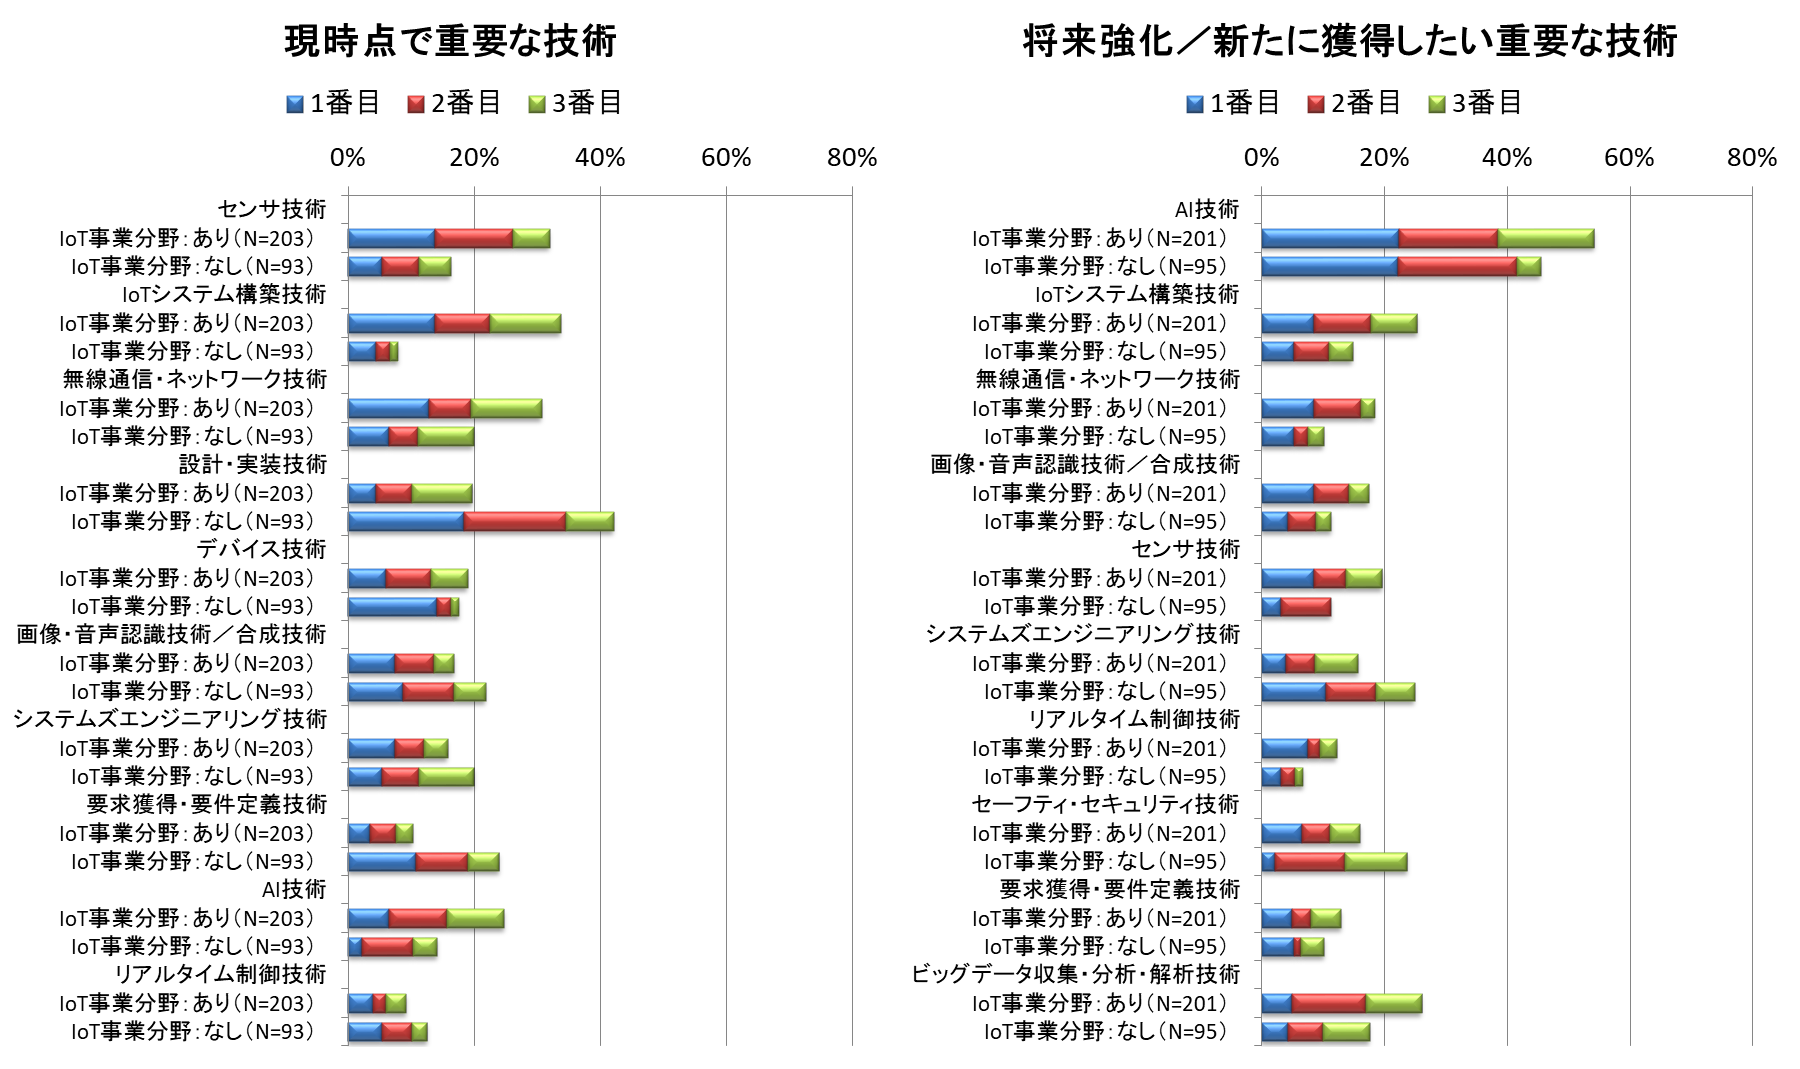 現時点で重要な技術
1番目 2番目 3番目
0% 20% 40% 60% 80%
センサ技術
IoT事業分野：あり（N=203）
IoT事業分野：なし（N=93）
IoTシステム構築技術
IoT事業分野：あり（N=203）
IoT事業分野：なし（N=93）
無線通信・ネットワーク技術
IoT事業分野：あり（N=203）
IoT事業分野：なし（N=93）
設計・実装技術
IoT事業分野：あり（N=203）
IoT事業分野：なし（N=93）
デバイス技術
IoT事業分野：あり（N=203）
IoT事業分野：なし（N=93）
画像・音声認識技術／合成技術
IoT事業分野：あり（N=203）
IoT事業分野：なし（N=93）
システムズエンジニアリング技術
IoT事業分野：あり（N=203）
IoT事業分野：なし（N=93）
要求獲得・要件定義技術
IoT事業分野：あり（N=203）
IoT事業分野：なし（N=93）
AI技術
IoT事業分野：あり（N=203）
IoT事業分野：なし（N=93）
リアルタイム制御技術
IoT事業分野：あり（N=203）
IoT事業分野：なし（N=93）
将来強化／新たに獲得したい重要な技術
1番目 2番目 3番目
0% 20% 40% 60% 80%
AI技術
IoT事業分野：あり（N=201）
IoT事業分野：なし（N=95）
IoTシステム構築技術
IoT事業分野：あり（N=201）
IoT事業分野：なし（N=95）
無線通信・ネットワーク技術
IoT事業分野：あり（N=201）
IoT事業分野：なし（N=95）
画像・音声認識技術／合成技術
IoT事業分野：あり（N=201）
IoT事業分野：なし（N=95）
センサ技術
IoT事業分野：あり（N=201）
IoT事業分野：なし（N=95）
システムズエンジニアリング技術
IoT事業分野：あり（N=201）
IoT事業分野：なし（N=95）
リアルタイム制御技術
IoT事業分野：あり（N=201）
IoT事業分野：なし（N=95）
セーフティ・セキュリティ技術
IoT事業分野：あり（N=201）
IoT事業分野：なし（N=95）
要求獲得・要件定義技術
IoT事業分野：あり（N=201）
IoT事業分野：なし（N=95）
ビッグデータ収集・分析・解析技術
IoT事業分野：あり（N=201）
IoT事業分野：なし（N=95）